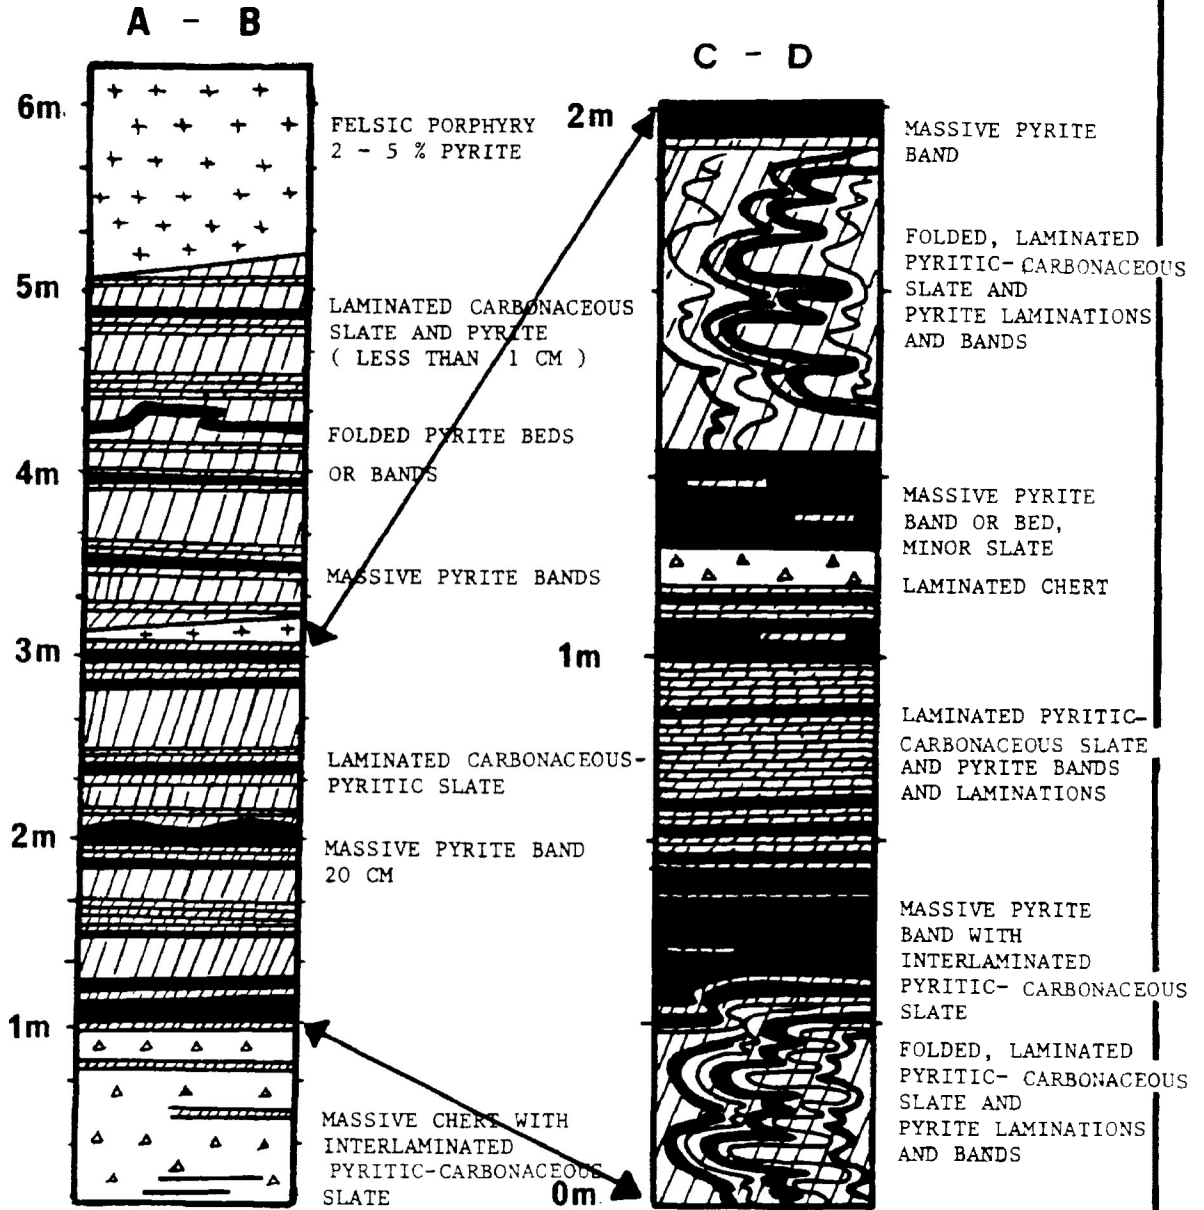 A - B
6m.
5m
4m
3m
2m
1m
FELSIC PORPHYRY
2 - 5 % PYRITE
LAMINATED CARBONACEOUS
SLATE AND PYRITE
( LESS THAN 1 CM )
FOLDED PYRITE BEDS
OR BANDS
MASSIVE PYRITE BANDS
LAMINATED CARBONACEOUS-
PYRITIC SLATE
MASSIVE PYRITE BAND
20 CM
MASSIVE CHERT WITH
INTERLAMINATED
PYRITIC-CARBONACEOUS
SLATE
C - D
2m
1m
0m
MASSIVE PYRITE
BAND
FOLDED, LAMINATED
PYRITIC-CARBONACEOUS
SLATE AND
PYRITE LAMINATIONS
AND BANDS
MASSIVE PYRITE
BAND OR BED,
MINOR SLATE
LAMINATED CHERT
LAMINATED PYRITIC-
CARBONACEOUS SLATE
AND PYRITE BANDS
AND LAMINATIONS
MASSIVE PYRITE
BAND WITH
INTERLAMINATED
PYRITIC- CARBONACEOUS
SLATE
FOLDED, LAMINATED
PYRITIC- CARBONACEOUS
SLATE AND
PYRITE LAMINATIONS
AND BANDS